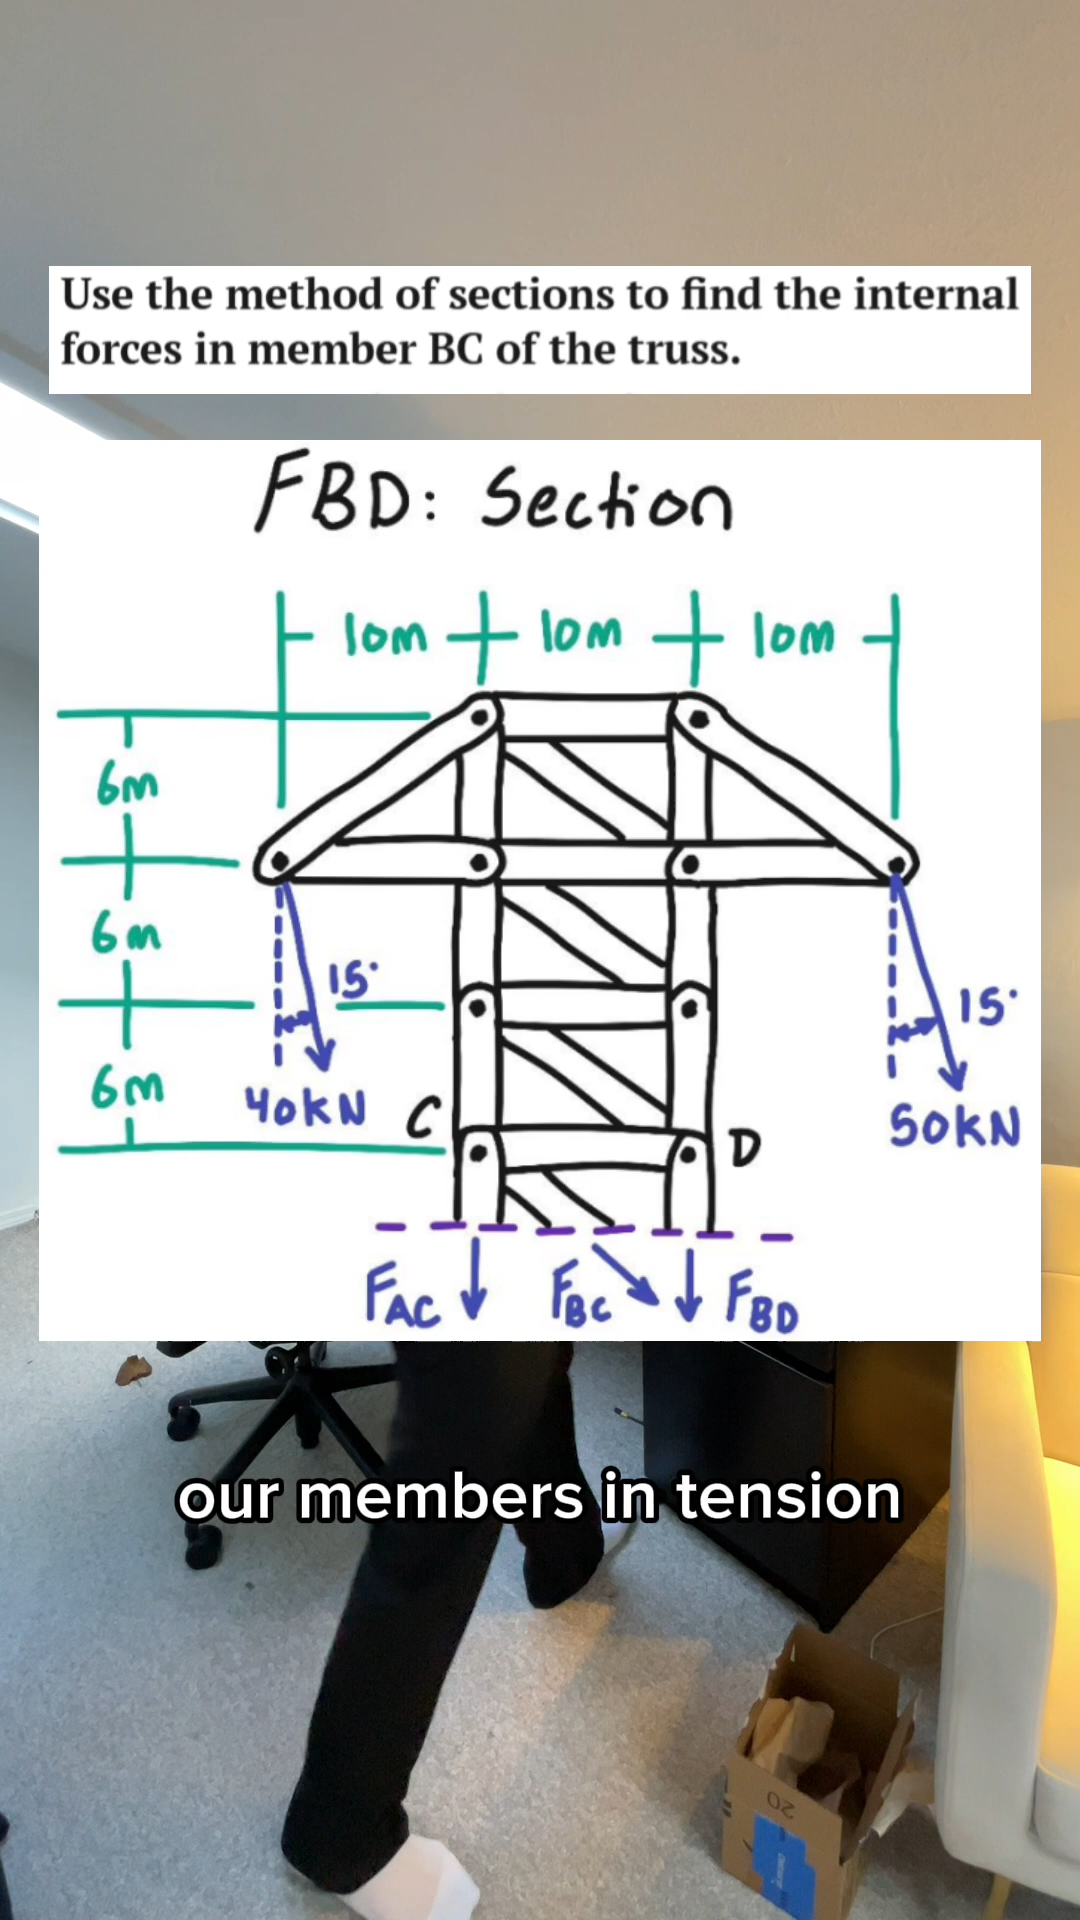 Use the method of sections to find the internal
forces in member BC of the truss.
FBD: Section
10m 10m 10m
6m
6m
15°
15°
6m
40kN
C
50kN
D
FAC
FBC
FBD
our members in tension
20